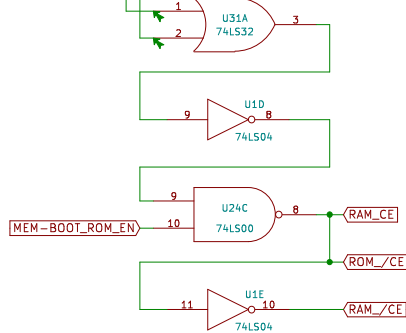 1
U31A
3
74LS32
2
U1D
9
8
74LS04
9
U24C
8
RAM_CE
MEM-BOOT_ROM_EN
10
74LS00
ROM_/CE
U1E
11
10
RAM_/CE
74LS04